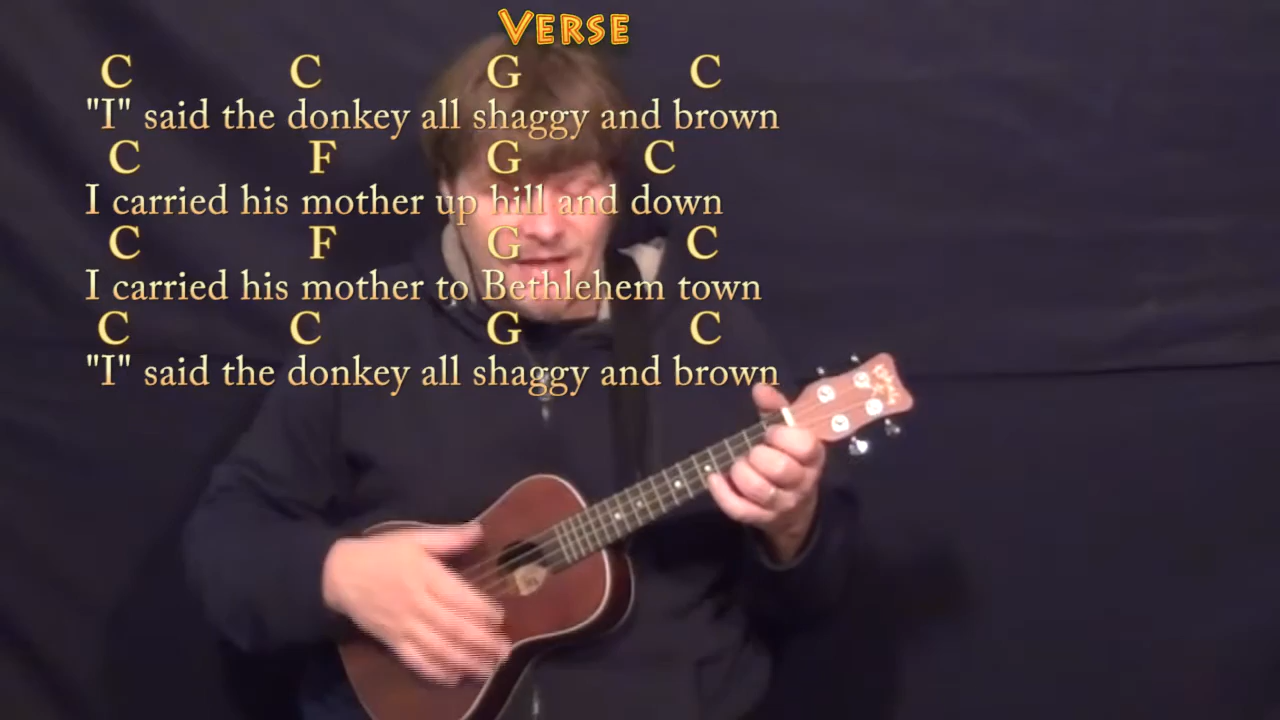 VERSE
C C G C
"I" said the donkey all shaggy and brown
C F G C
I carried his mother up hill and down
C F G C
I carried his mother to Bethlehem town
C C G C
"I" said the donkey all shaggy and brown